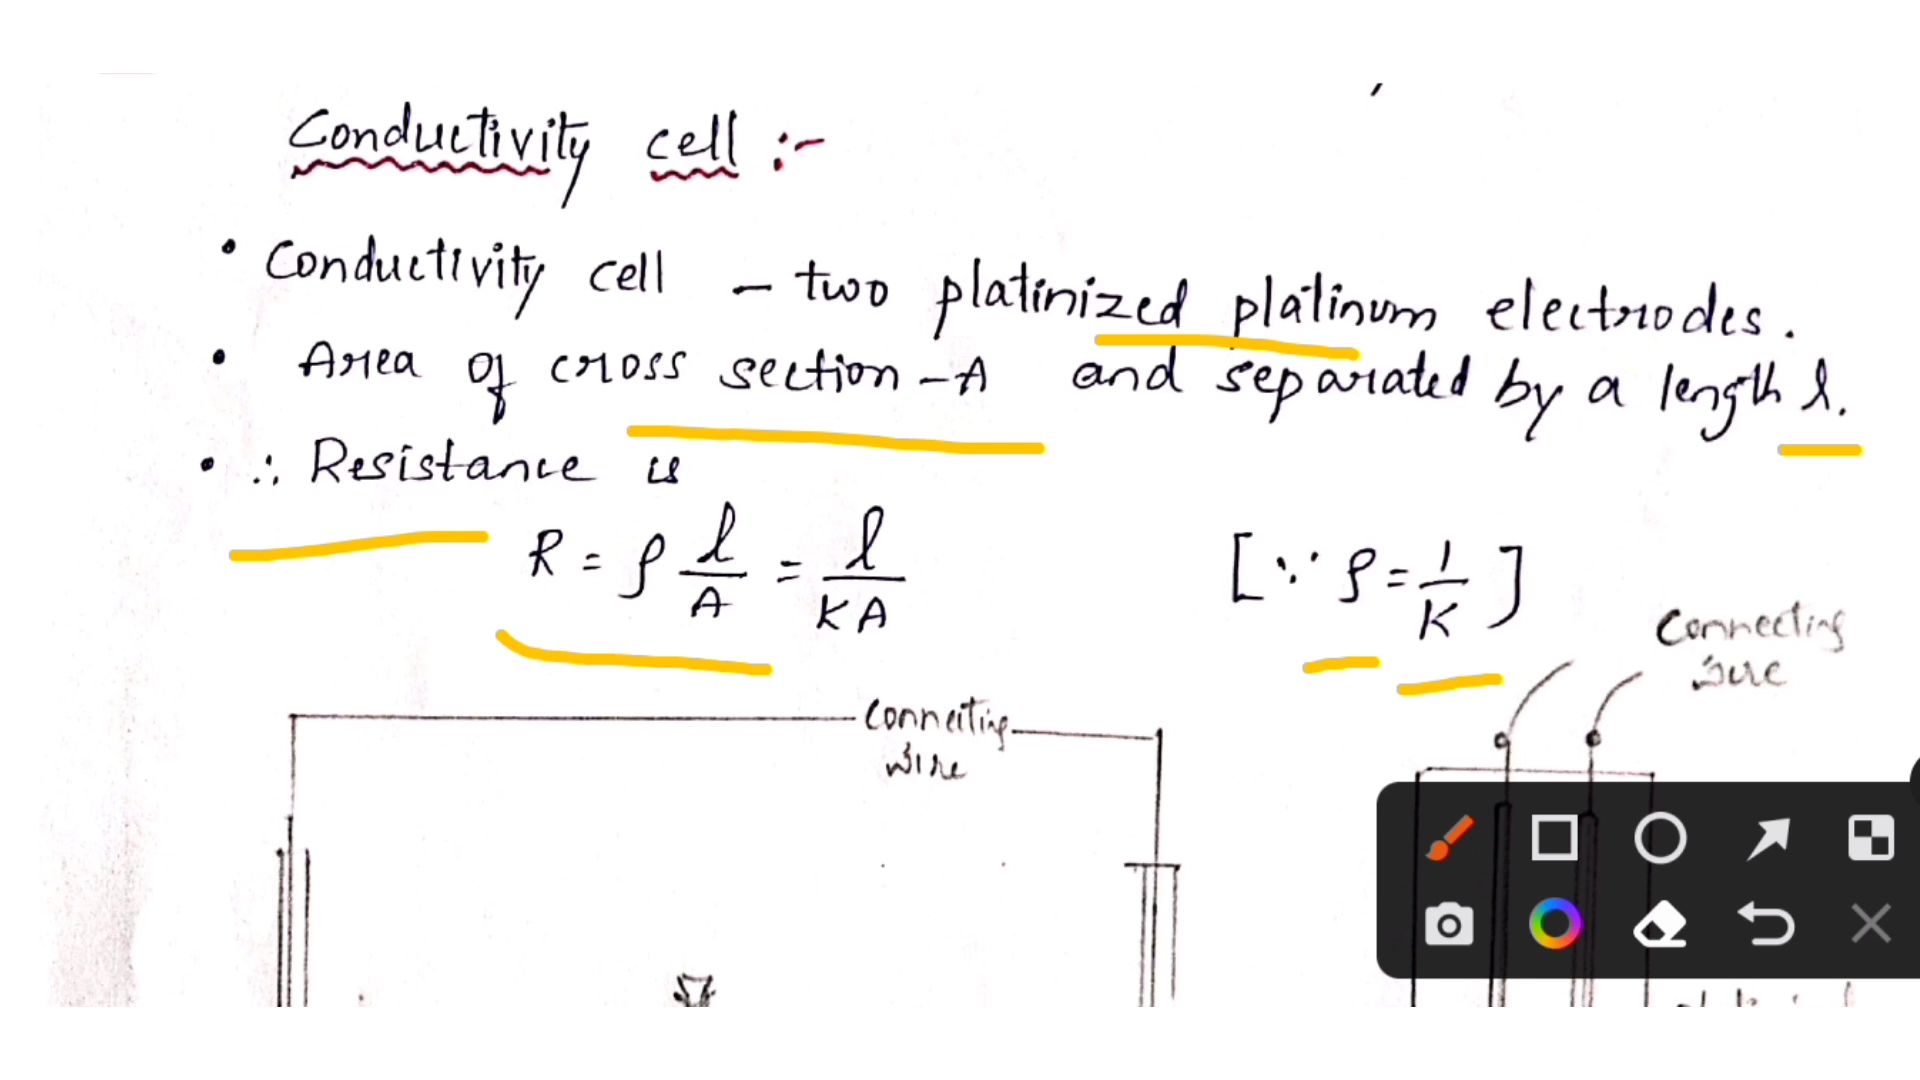 Conductivity cell :-
• Conductivity cell – two platinized platinum electrodes.
• Area of cross section – A and separated by a length l.
• ∴ Resistance is
R = ρ l/A = l/KA [∵ ρ = 1/K]
Connecting wire
Connecting wire